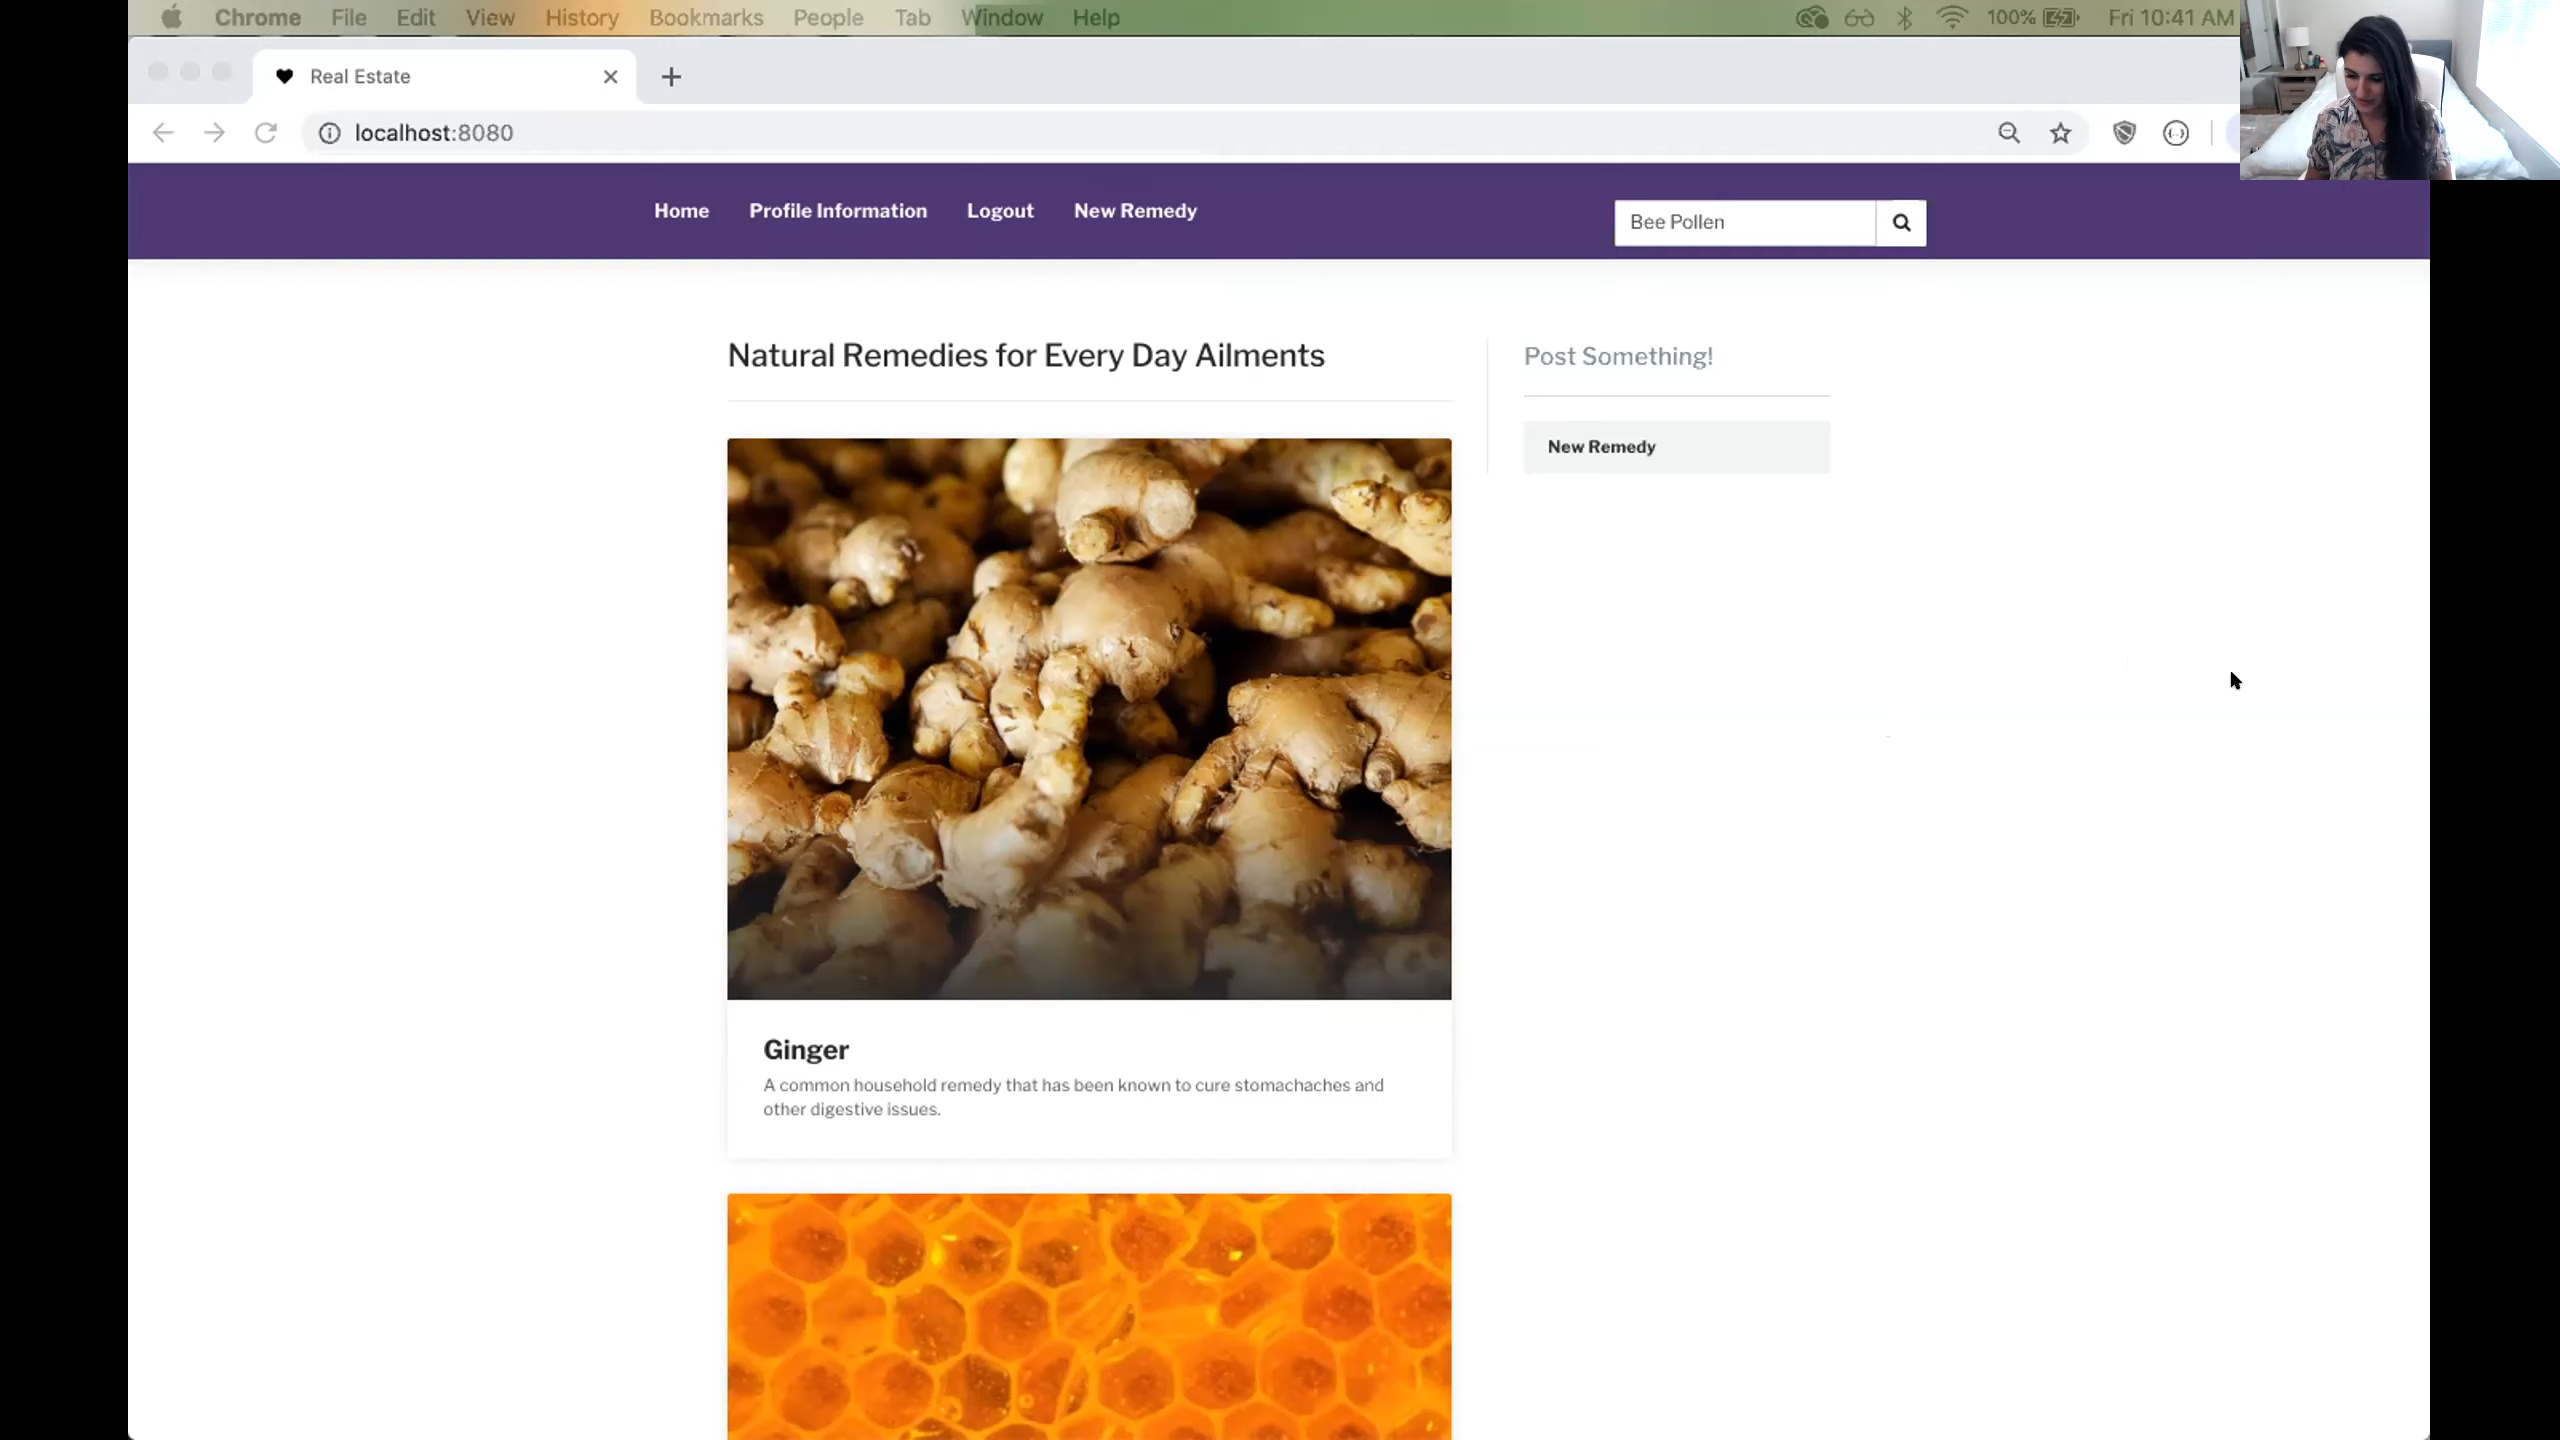 Chrome File Edit View History Bookmarks People Tab Window Help 100% Fri 10:41 AM
Real Estate
localhost:8080
Home Profile Information Logout New Remedy Bee Pollen
Natural Remedies for Every Day Ailments
Post Something!
New Remedy
Ginger
A common household remedy that has been known to cure stomachaches and
other digestive issues.